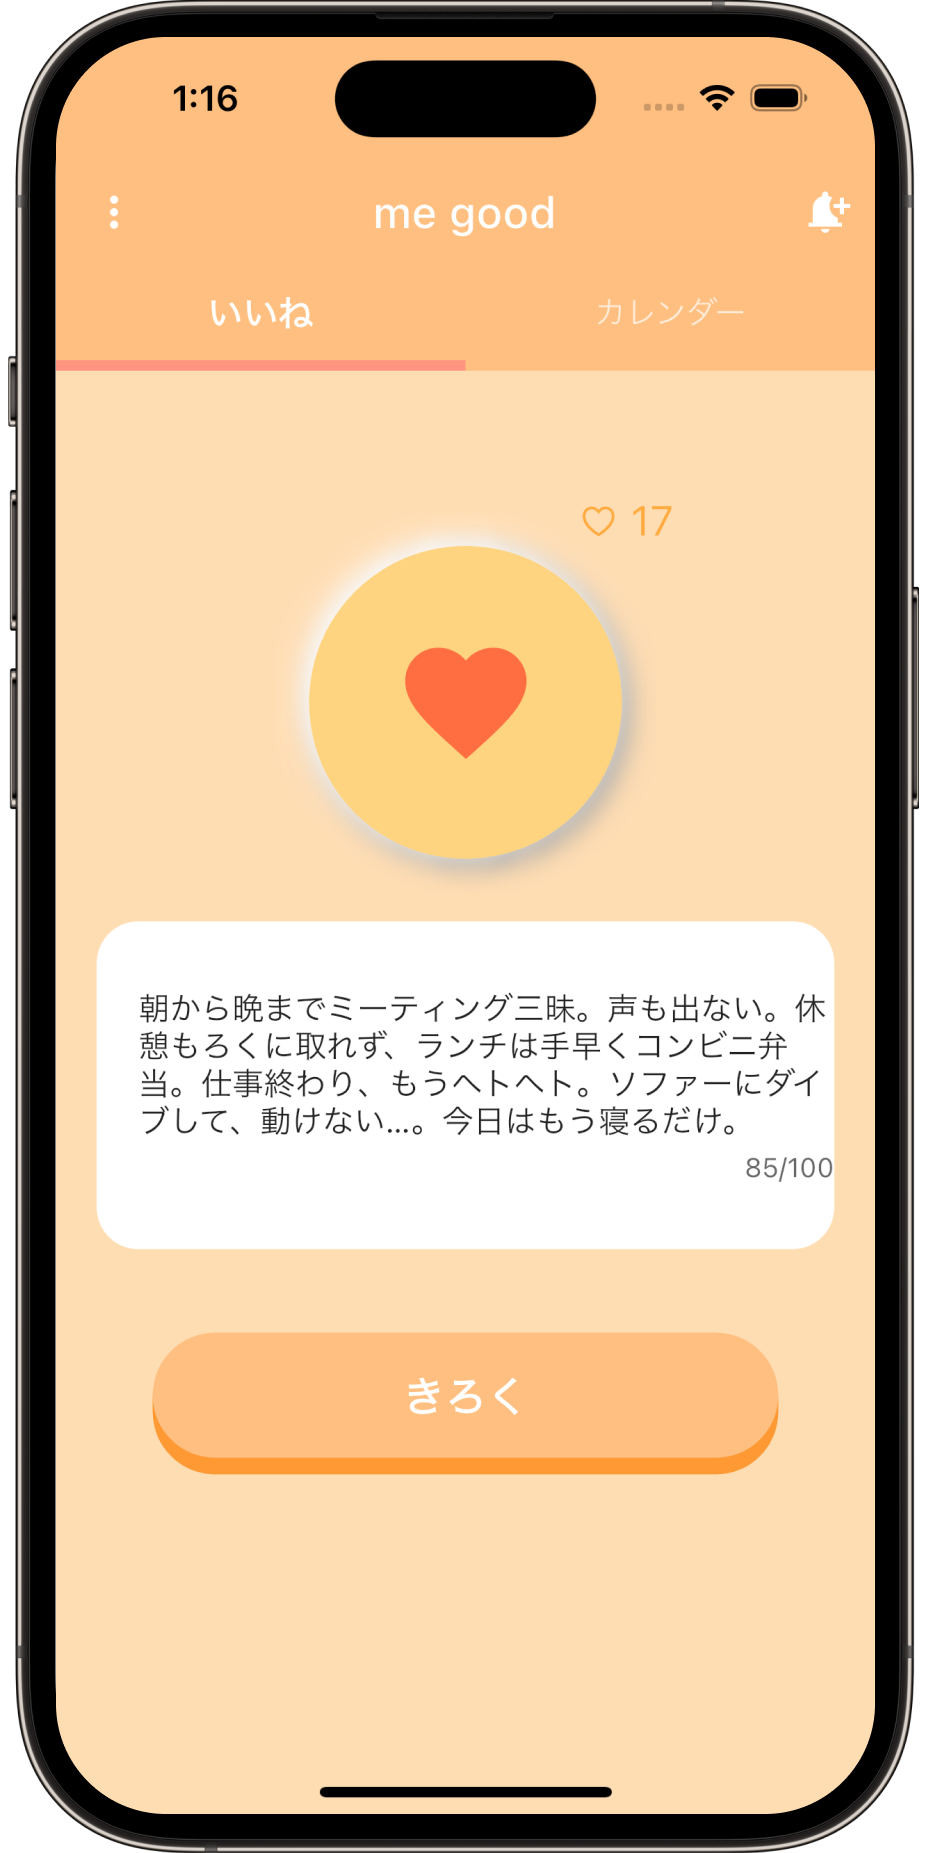 1:16
me good
いいね
カレンダー
17
朝から晩までミーティング三昧。声も出ない。休
憩もろくに取れず、ランチは手早くコンビニ弁
当。仕事終わり、もうヘトヘト。ソファーにダイ
ブして、動けない...。今日はもう寝るだけ。
85/100
きろく